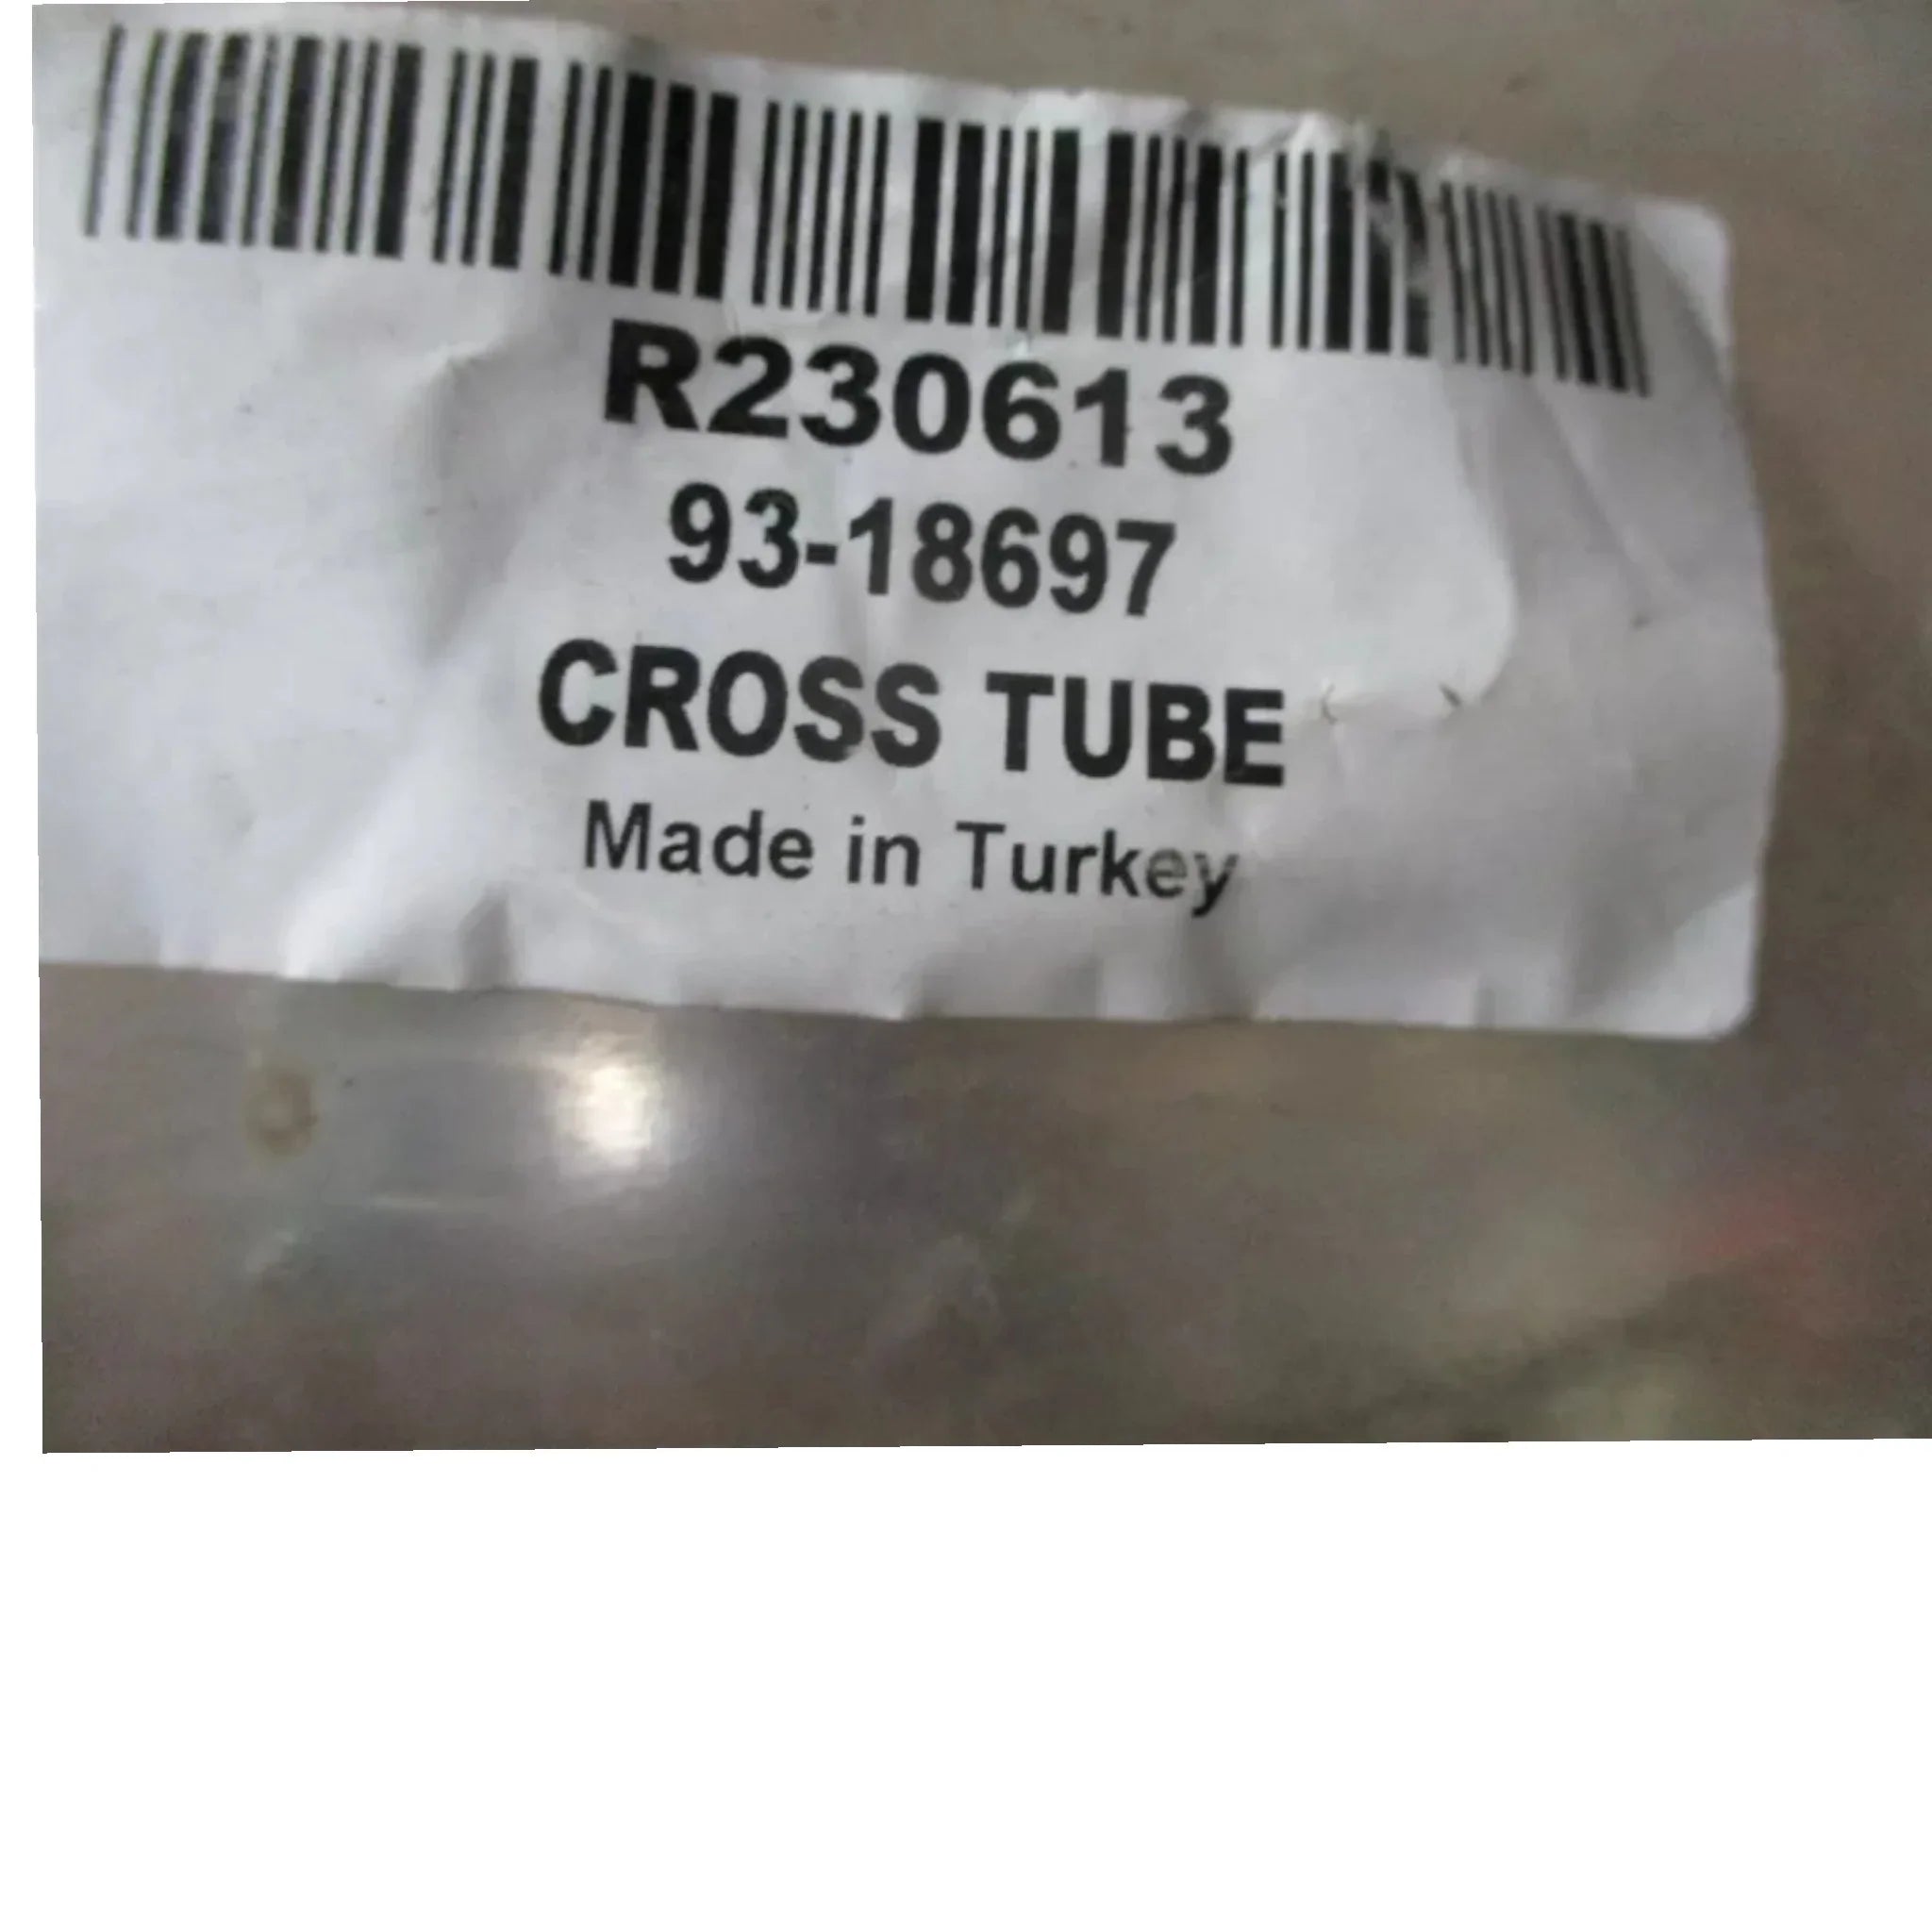 R230613
93-18697
CROSS TUBE
Made in Turkey